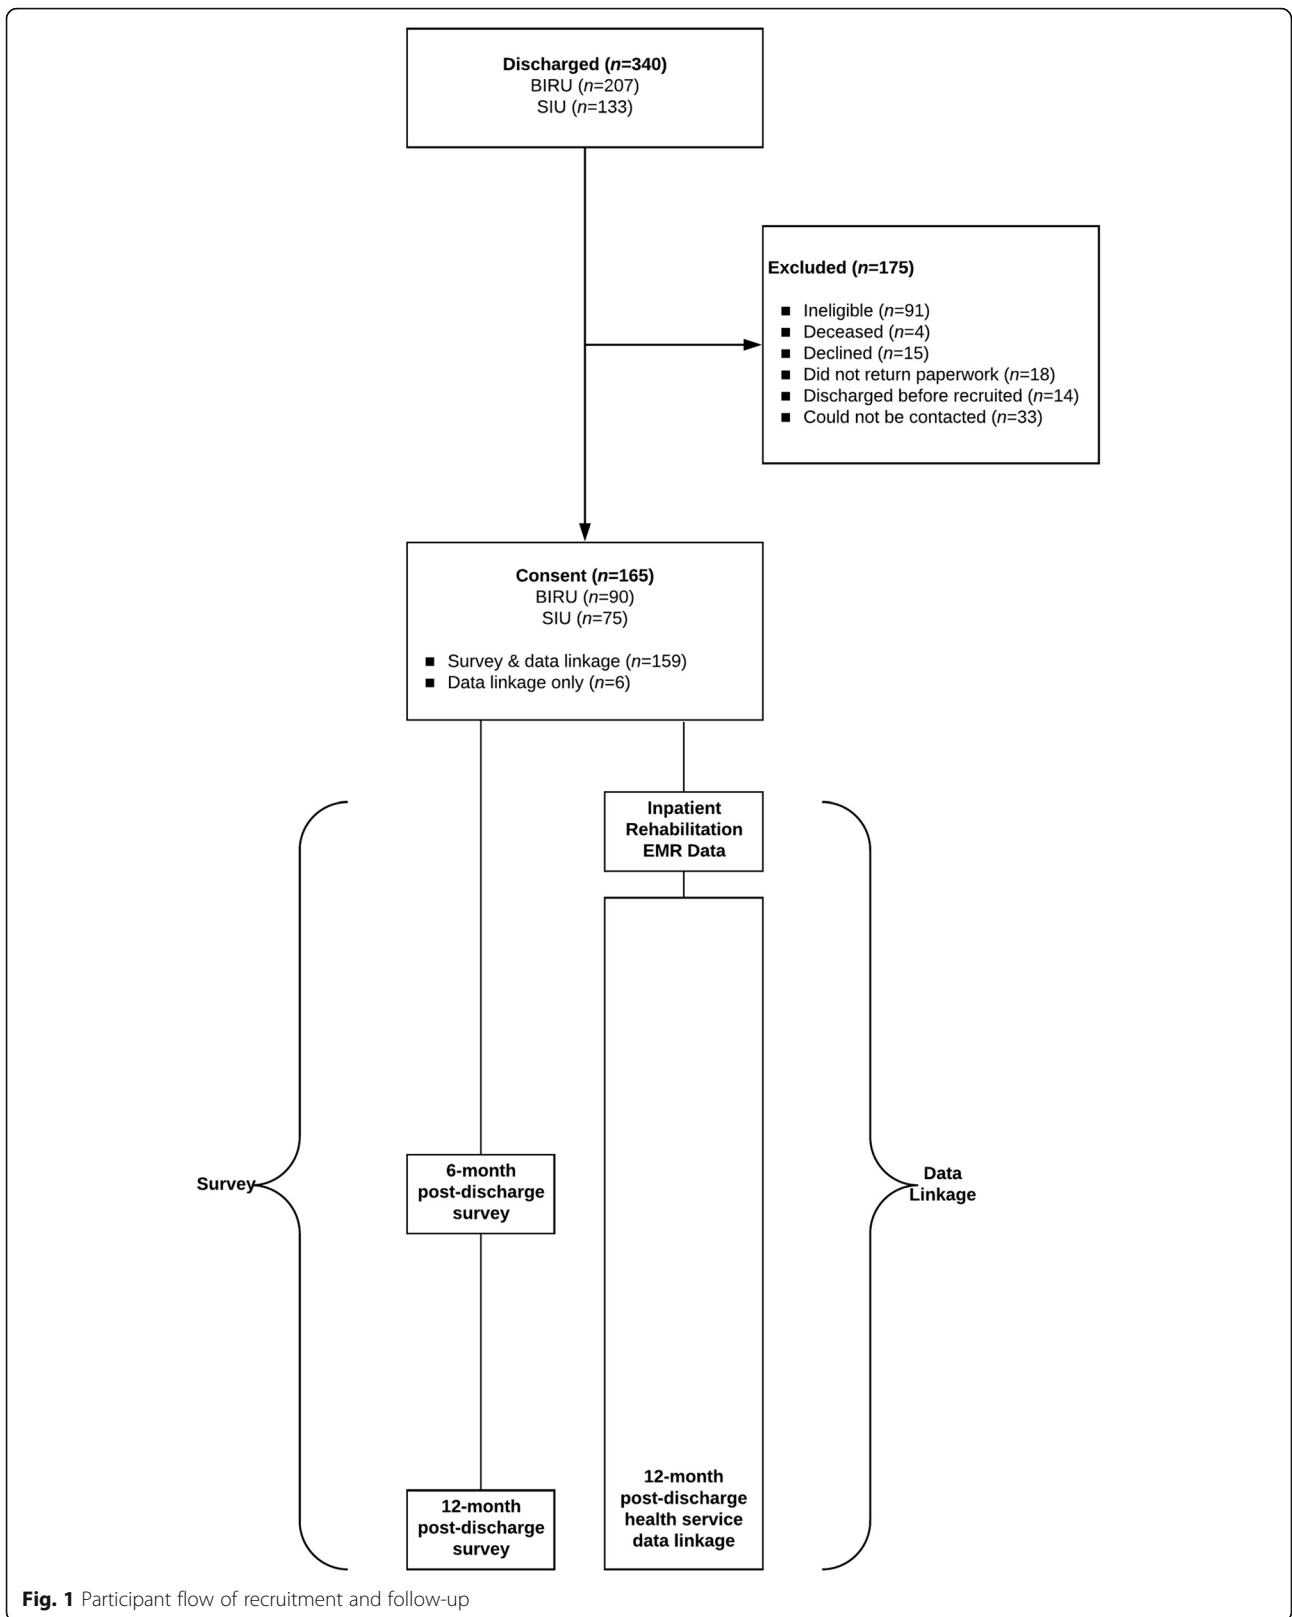 Discharged (n=340)
BIRU (n=207)
SIU (n=133)
Excluded (n=175)
■ Ineligible (n=91)
■ Deceased (n=4)
■ Declined (n=15)
■ Did not return paperwork (n=18)
■ Discharged before recruited (n=14)
■ Could not be contacted (n=33)
Consent (n=165)
BIRU (n=90)
SIU (n=75)
■ Survey & data linkage (n=159)
■ Data linkage only (n=6)
Inpatient
Rehabilitation
EMR Data
Survey
6-month
post-discharge
survey
Data
Linkage
12-month
post-discharge
survey
12-month
post-discharge
health service
data linkage
Fig. 1 Participant flow of recruitment and follow-up